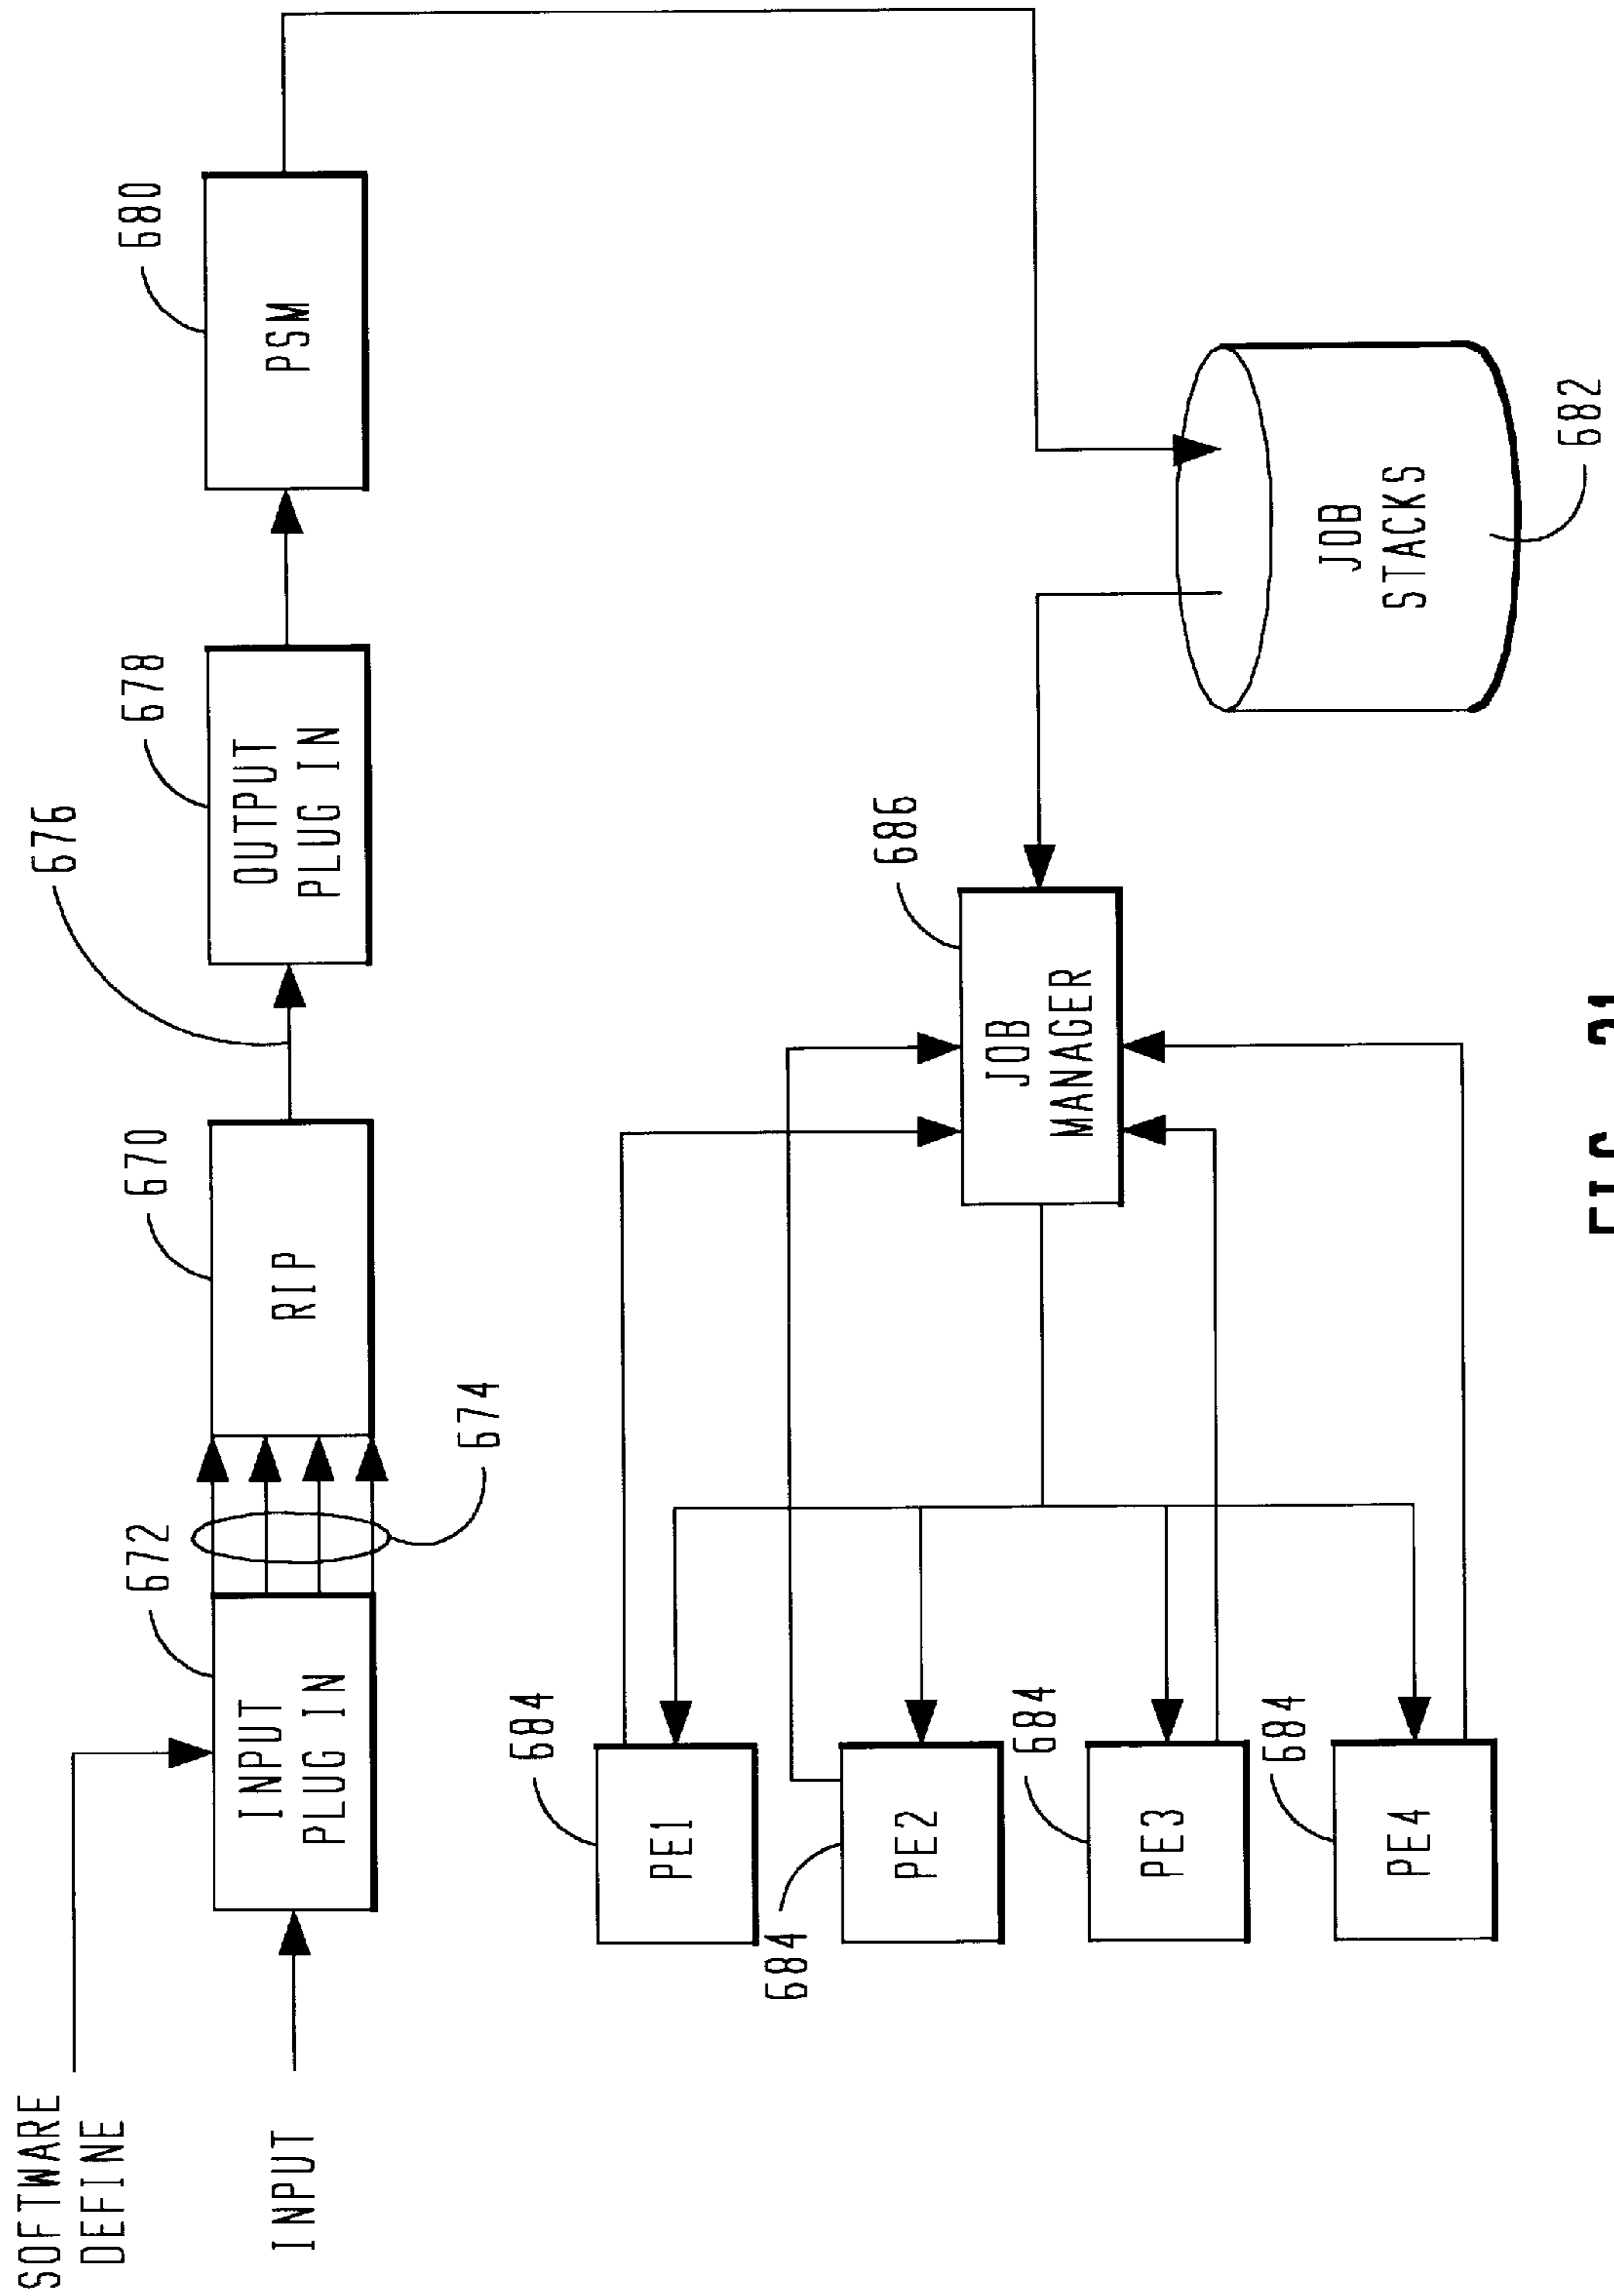 SOFTWARE
DEFINE
INPUT
672
INPUT
PLUG IN
674
670
RIP
676
678
OUTPUT
PLUG IN
680
PSM
684
PE1
684
PE2
684
PE3
684
PE4
686
JOB
MANAGER
JOB
STACKS
682
FIG.